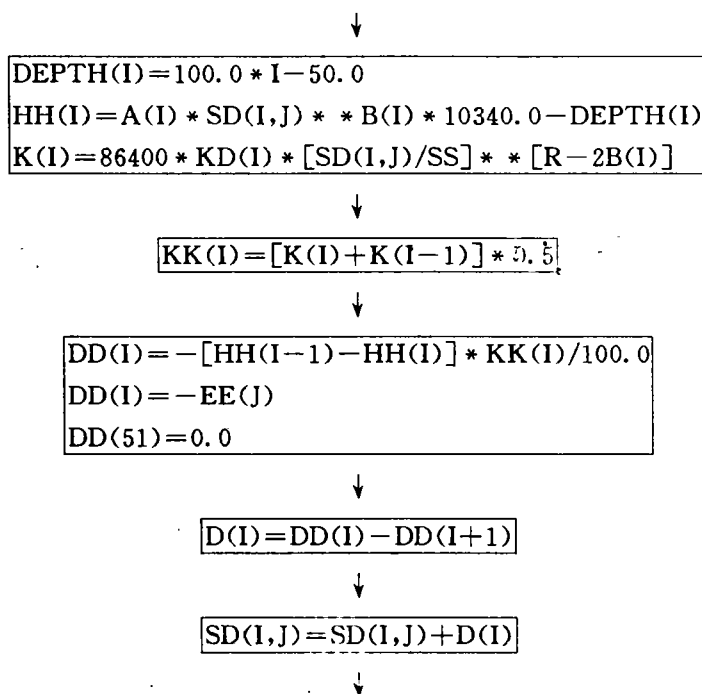 DEPTH(I)=100.0 * I-50.0
HH(I)=A(I) * SD(I,J) * * B(I) * 10340.0-DEPTH(I)
K(I)=86400 * KD(I) * [SD(I,J)/SS] * * [R-2B(I)]
KK(I)=[K(I)+K(I-1)] * 0.5
DD(I)=-[HH(I-1)-HH(I)] * KK(I)/100.0
DD(I)=-EE(J)
DD(51)=0.0
D(I)=DD(I)-DD(I+1)
SD(I,J)=SD(I,J)+D(I)